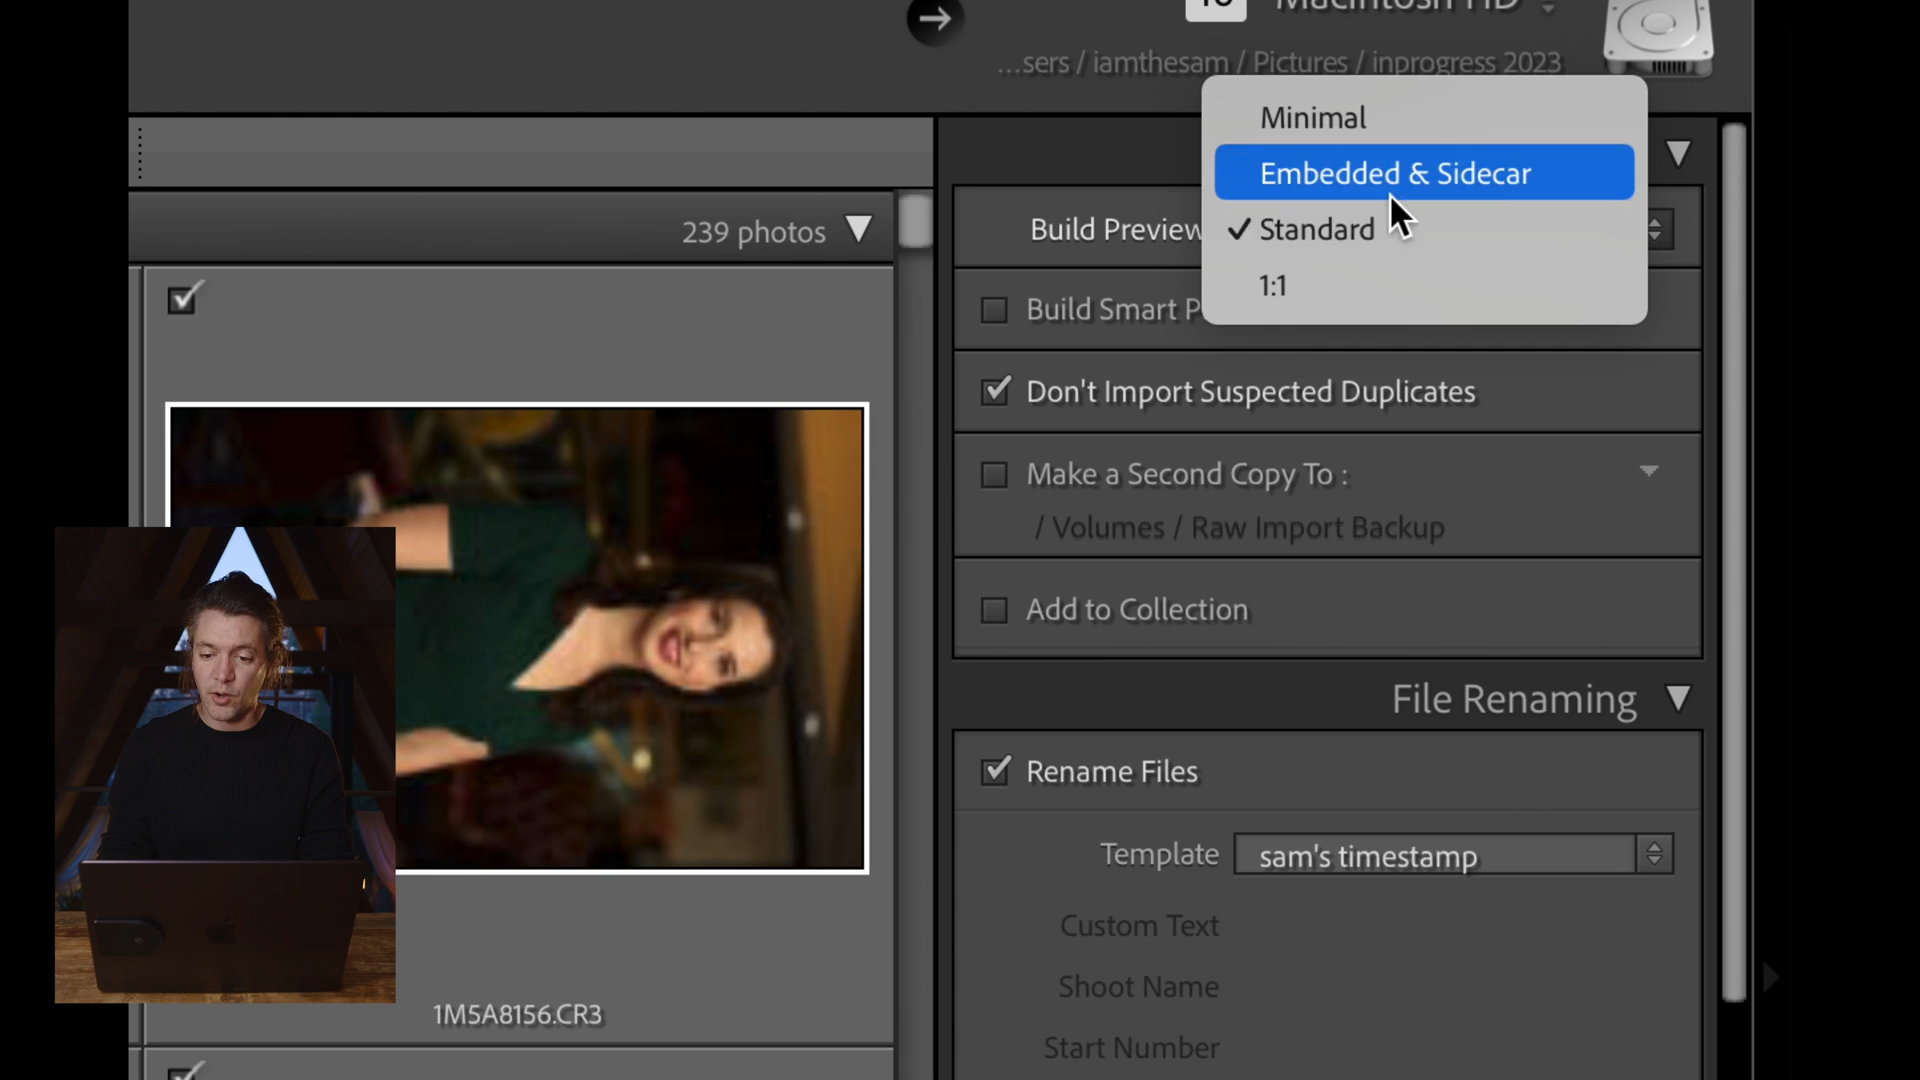 ...sers / iamthesam / Pictures / inprogress 2023
Minimal
Embedded & Sidecar
Standard
1:1
239 photos
Build Preview
Build Smart P
Don't Import Suspected Duplicates
Make a Second Copy To :
/ Volumes / Raw Import Backup
Add to Collection
File Renaming
Rename Files
Template
sam's timestamp
Custom Text
Shoot Name
Start Number
1M5A8156.CR3